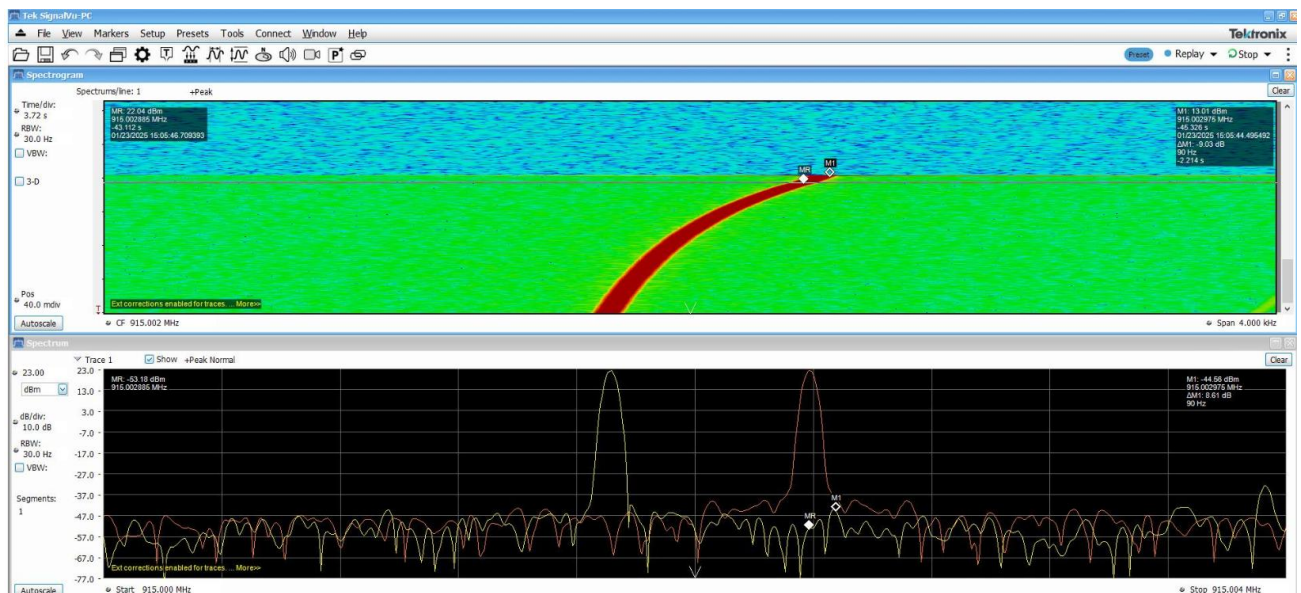 Tek SignalVu-PC
File View Markers Setup Presets Tools Connect Window Help
Tektronix
Preset Replay Stop
Spectrogram
Spectrums/line: 1 +Peak
Clear
Time/div:
3.72 s
RBW:
30.0 Hz
VBW:
3-D
Pos
40.0 mdiv
Autoscale
MR: 22.04 dBm
915.002885 MHz
-43.112 s
01/23/2025 15:05:46.709393
M1: 13.01 dBm
915.002975 MHz
-45.326 s
01/23/2025 15:05:44.495492
ΔM1: -9.03 dB
90 Hz
-2.214 s
MR
M1
Ext corrections enabled for traces. ... More>>
CF 915.002 MHz
Span 4.000 kHz
Spectrum
Trace 1 Show +Peak Normal
Clear
23.00
dBm
dB/div:
10.0 dB
RBW:
30.0 Hz
VBW:
Segments:
1
Autoscale
23.0
13.0
3.0
-7.0
-17.0
-27.0
-37.0
-47.0
-57.0
-67.0
-77.0
MR: -53.18 dBm
915.002885 MHz
M1: -44.56 dBm
915.002975 MHz
ΔM1: 8.61 dB
90 Hz
MR
M1
Ext corrections enabled for traces. ... More>>
Start 915.000 MHz
Stop 915.004 MHz